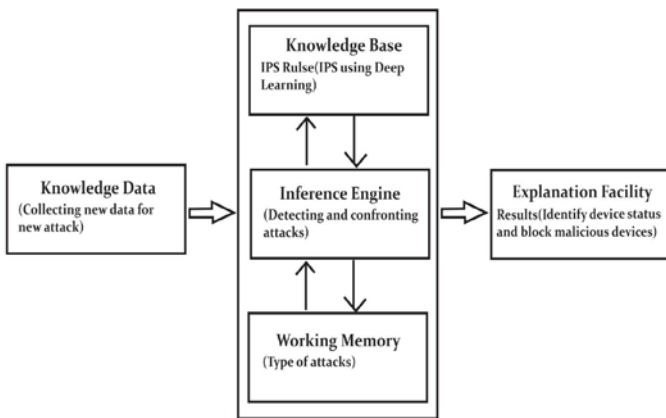 Knowledge Base
IPS Rulse(IPS using Deep
Learning)
Knowledge Data
(Collecting new data for
new attack)
Inference Engine
(Detecting and confronting
attacks)
Explanation Facility
Results(Identify device status
and block malicious devices)
Working Memory
(Type of attacks)